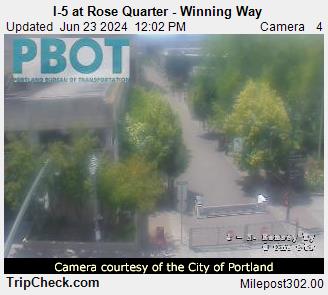 I-5 at Rose Quarter - Winning Way
Updated Jun 23 2024 12:02 PM Camera 4
PBOT
PORTLAND BUREAU OF TRANSPORTATION
Camera courtesy of the City of Portland
TripCheck.com Milepost302.00